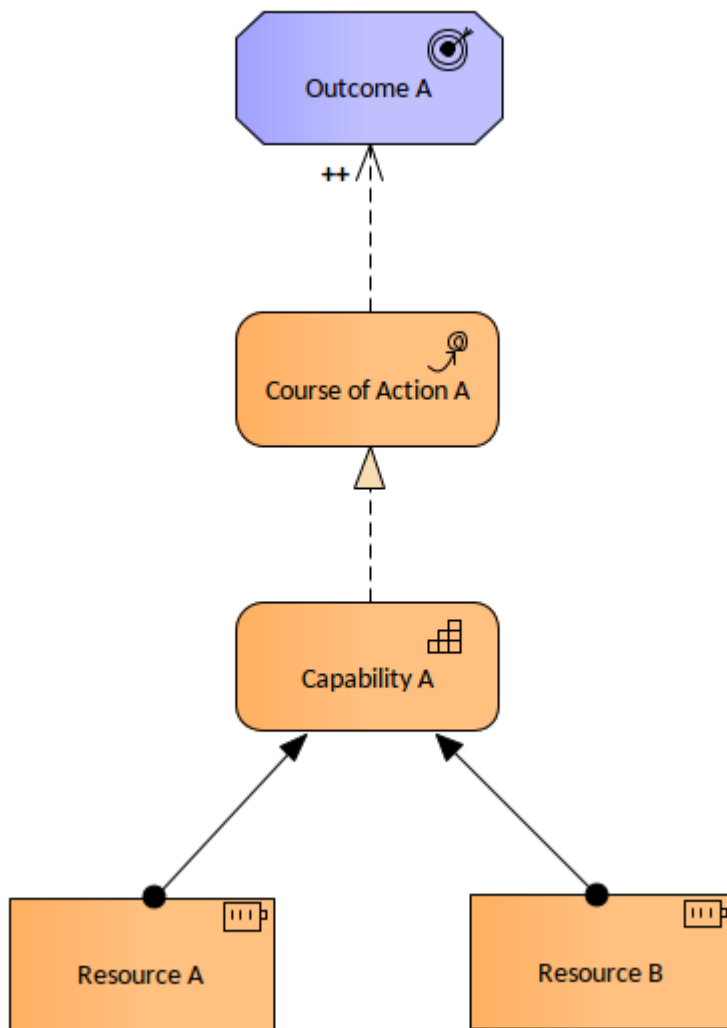 Outcome A
++
Course of Action A
Capability A
Resource A
Resource B